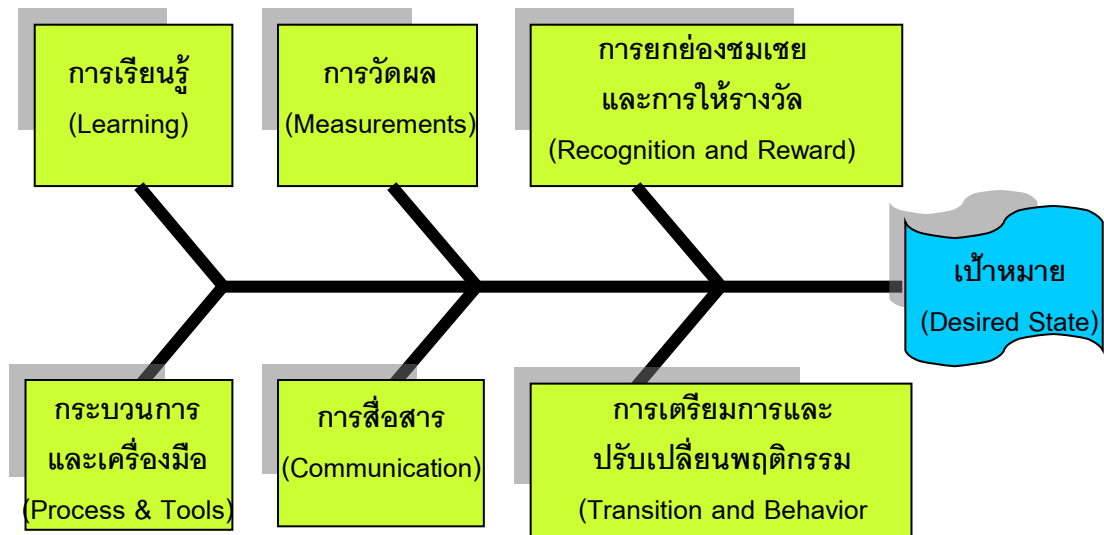 การเรียนรู้
(Learning)
การวัดผล
(Measurements)
การยกย่องชมเชย
และการให้รางวัล
(Recognition and Reward)
เป้าหมาย
(Desired State)
กระบวนการ
และเครื่องมือ
(Process & Tools)
การสื่อสาร
(Communication)
การเตรียมการและ
ปรับเปลี่ยนพฤติกรรม
(Transition and Behavior